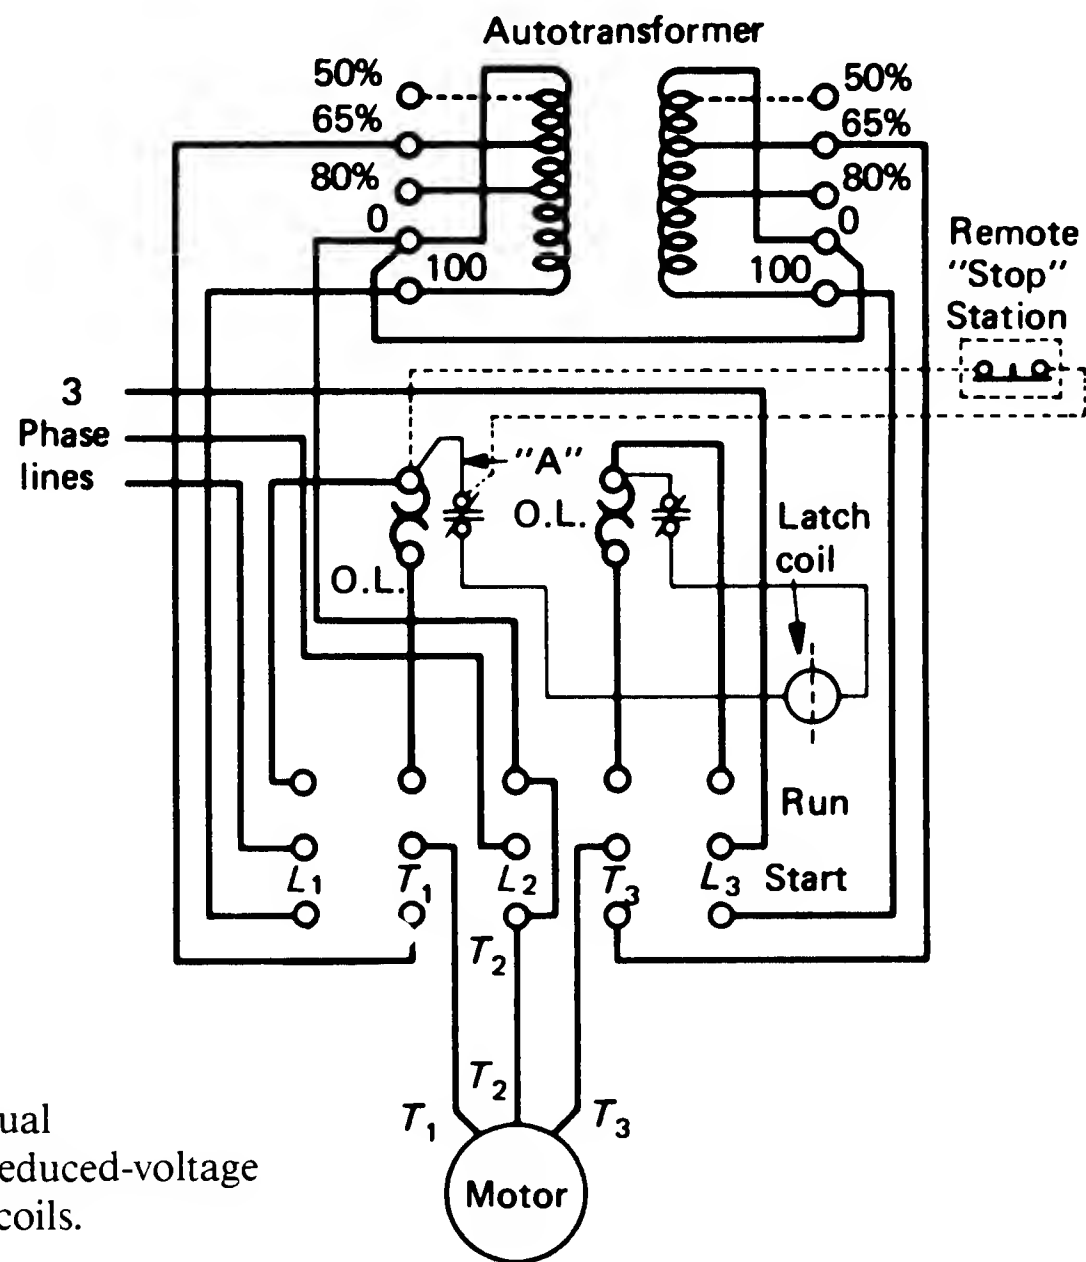 Autotransformer
50%
65%
80%
0
100
50%
65%
80%
0
100
Remote
"Stop"
Station
3
Phase
lines
"A"
O.L.
O.L.
Latch
coil
Run
L1
T1
L2
T3
L3
Start
T2
T2
T1
T3
Motor
ual
educed-voltage
coils.